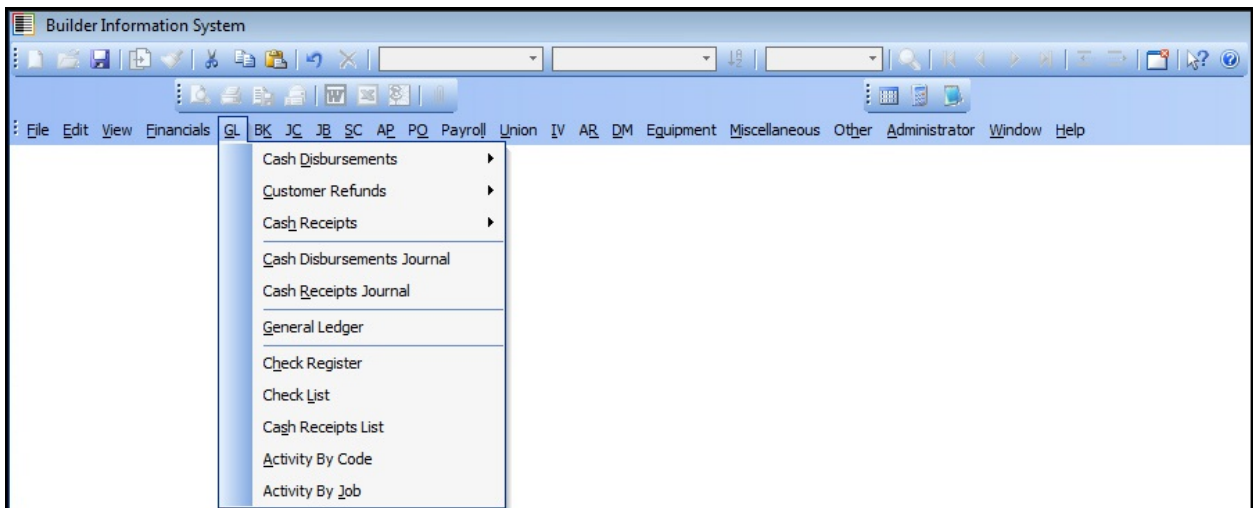 Builder Information System
File Edit View Financials GL BK JC JB SC AP PO Payroll Union IV AR DM Equipment Miscellaneous Other Administrator Window Help
Cash Disbursements
Customer Refunds
Cash Receipts
Cash Disbursements Journal
Cash Receipts Journal
General Ledger
Check Register
Check List
Cash Receipts List
Activity By Code
Activity By Job